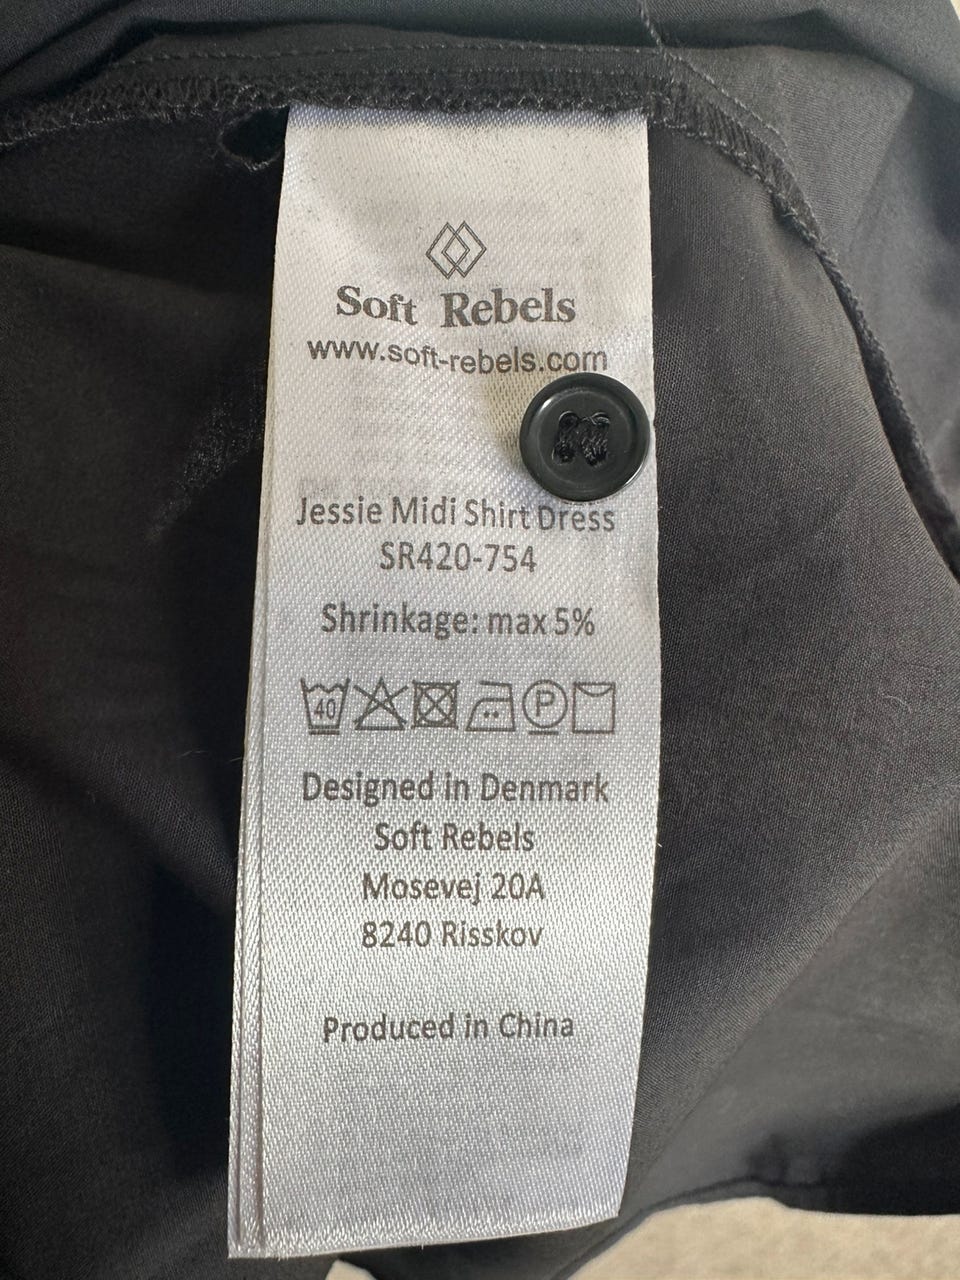 Soft Rebels
www.soft-rebels.com
Jessie Midi Shirt Dress
SR420-754
Shrinkage: max 5%
40 P
Designed in Denmark
Soft Rebels
Mosevej 20A
8240 Risskov
Produced in China